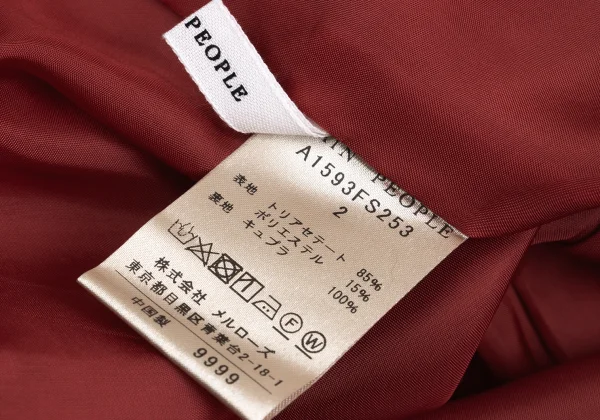 PEOPLE
PEOPLE
A1593FS253
2
表地 トリアセテート 85%
ポリエステル 15%
裏地 キュプラ 100%
F W
株式会社 メルローズ
東京都目黒区青葉台2-18-1
中国製 9999